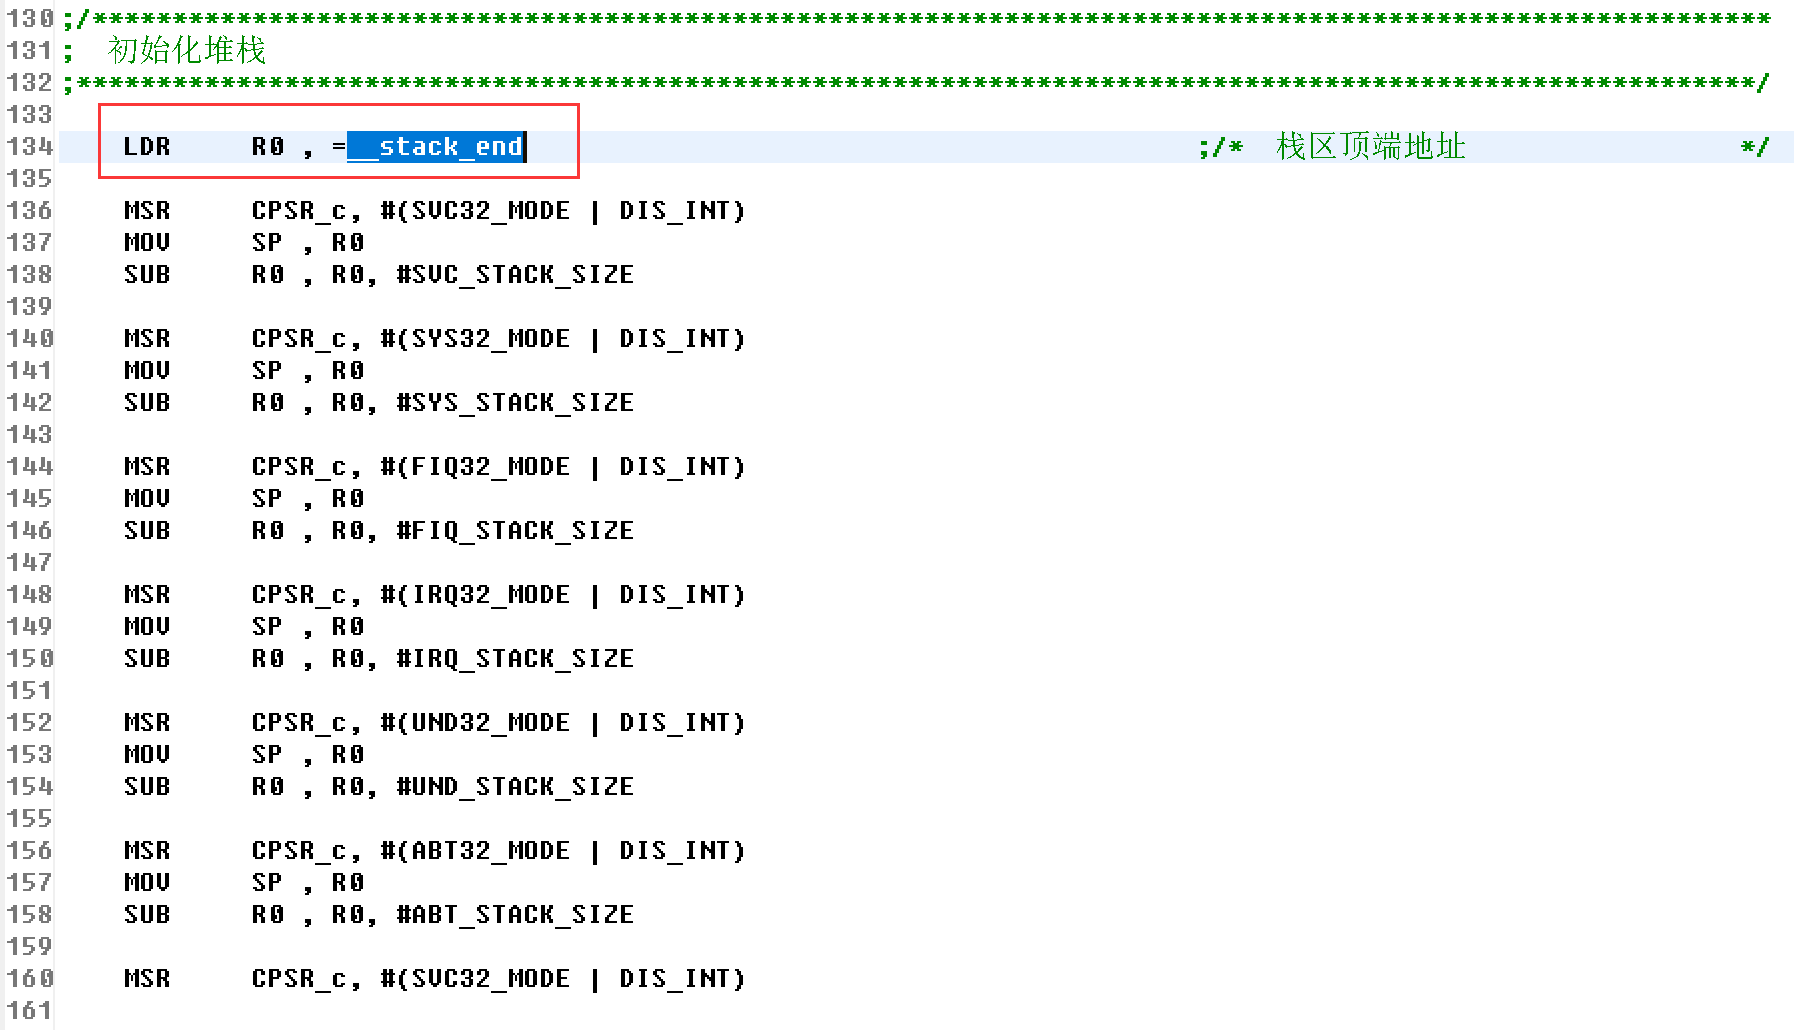 130 ;/*********************************************************************************************************
131 ;  初始化堆栈
132 ;*********************************************************************************************************/
133
134 LDR R0 , =__stack_end ;/* 栈区顶端地址 */
135
136 MSR CPSR_c, #(SVC32_MODE | DIS_INT)
137 MOV SP , R0
138 SUB R0 , R0, #SVC_STACK_SIZE
139
140 MSR CPSR_c, #(SYS32_MODE | DIS_INT)
141 MOV SP , R0
142 SUB R0 , R0, #SYS_STACK_SIZE
143
144 MSR CPSR_c, #(FIQ32_MODE | DIS_INT)
145 MOV SP , R0
146 SUB R0 , R0, #FIQ_STACK_SIZE
147
148 MSR CPSR_c, #(IRQ32_MODE | DIS_INT)
149 MOV SP , R0
150 SUB R0 , R0, #IRQ_STACK_SIZE
151
152 MSR CPSR_c, #(UND32_MODE | DIS_INT)
153 MOV SP , R0
154 SUB R0 , R0, #UND_STACK_SIZE
155
156 MSR CPSR_c, #(ABT32_MODE | DIS_INT)
157 MOV SP , R0
158 SUB R0 , R0, #ABT_STACK_SIZE
159
160 MSR CPSR_c, #(SVC32_MODE | DIS_INT)
161